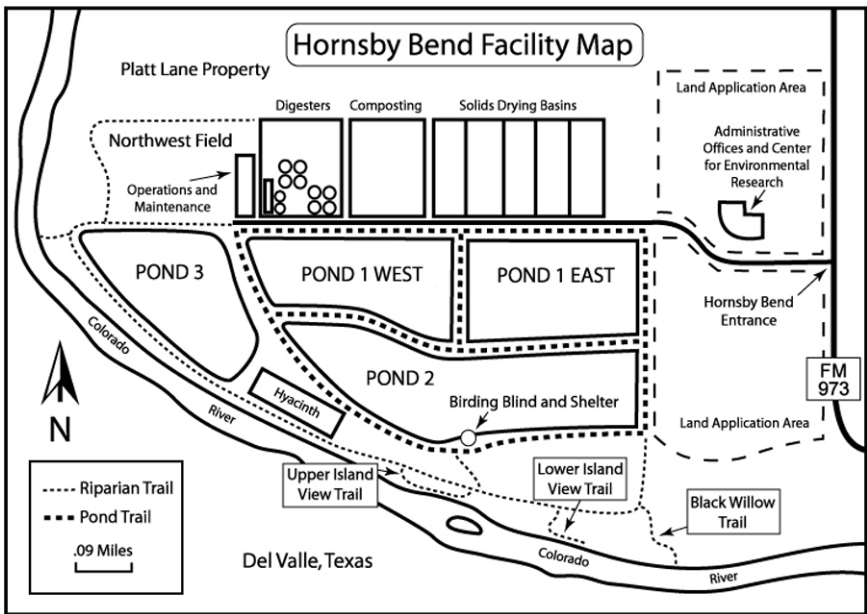 Hornsby Bend Facility Map
Platt Lane Property
Digesters
Composting
Solids Drying Basins
Land Application Area
Northwest Field
Administrative
Offices and Center
for Environmental
Research
Operations and
Maintenance
POND 3
POND 1 WEST
POND 1 EAST
Hornsby Bend
Entrance
Colorado
River
POND 2
FM
973
Hyacinth
Birding Blind and Shelter
N
Land Application Area
Upper Island
View Trail
Lower Island
View Trail
Black Willow
Trail
Riparian Trail
Pond Trail
.09 Miles
Del Valle, Texas
Colorado
River